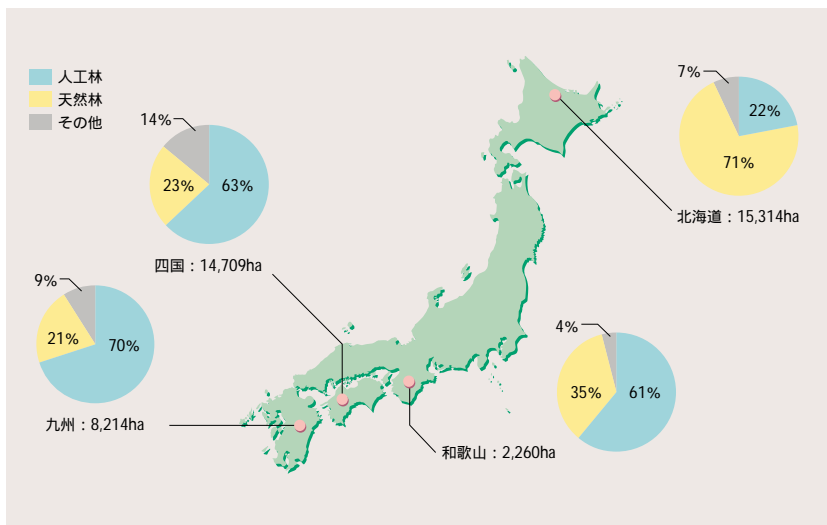 人工林
天然林
その他
14%
23%
63%
四国：14,709ha
7%
22%
71%
北海道：15,314ha
9%
21%
70%
九州：8,214ha
4%
35%
61%
和歌山：2,260ha